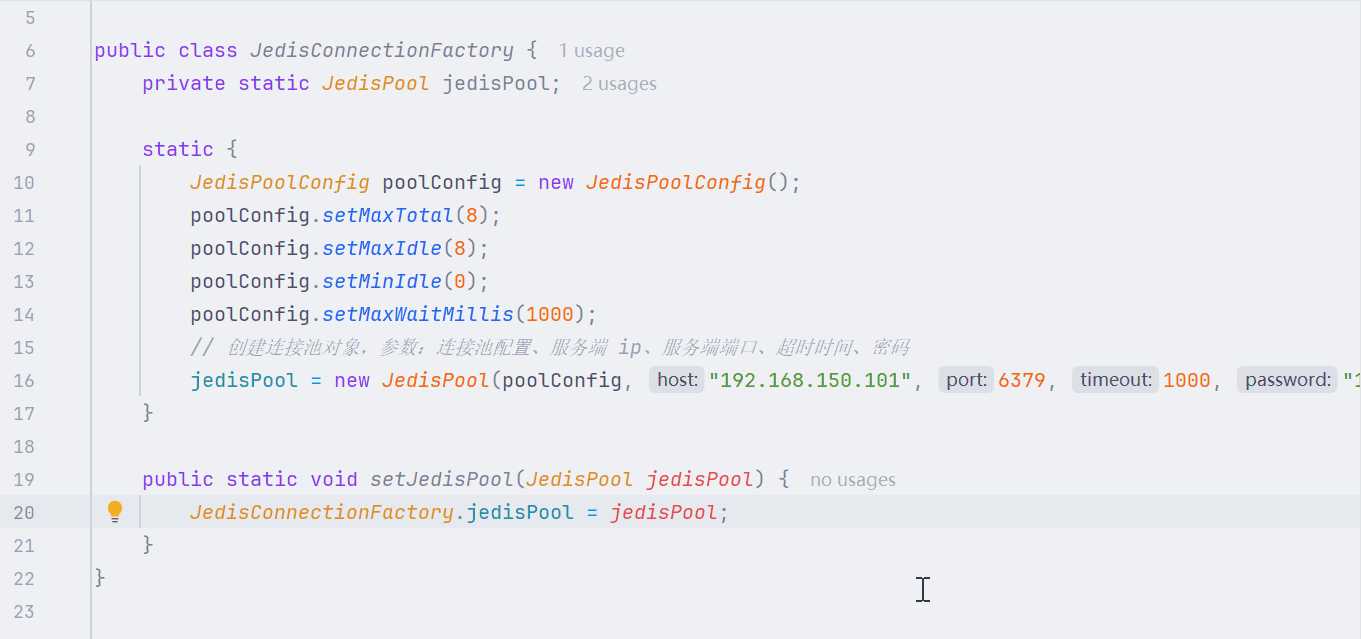 5
6 public class JedisConnectionFactory { 1 usage
7 private static JedisPool jedisPool; 2 usages
8
9 static {
10 JedisPoolConfig poolConfig = new JedisPoolConfig();
11 poolConfig.setMaxTotal(8);
12 poolConfig.setMaxIdle(8);
13 poolConfig.setMinIdle(0);
14 poolConfig.setMaxWaitMillis(1000);
15 // 创建连接池对象，参数：连接池配置、服务端 ip、服务端端口、超时时间、密码
16 jedisPool = new JedisPool(poolConfig, host: "192.168.150.101", port: 6379, timeout: 1000, password: "1
17 }
18
19 public static void setJedisPool(JedisPool jedisPool) { no usages
20 JedisConnectionFactory.jedisPool = jedisPool;
21 }
22 }
23